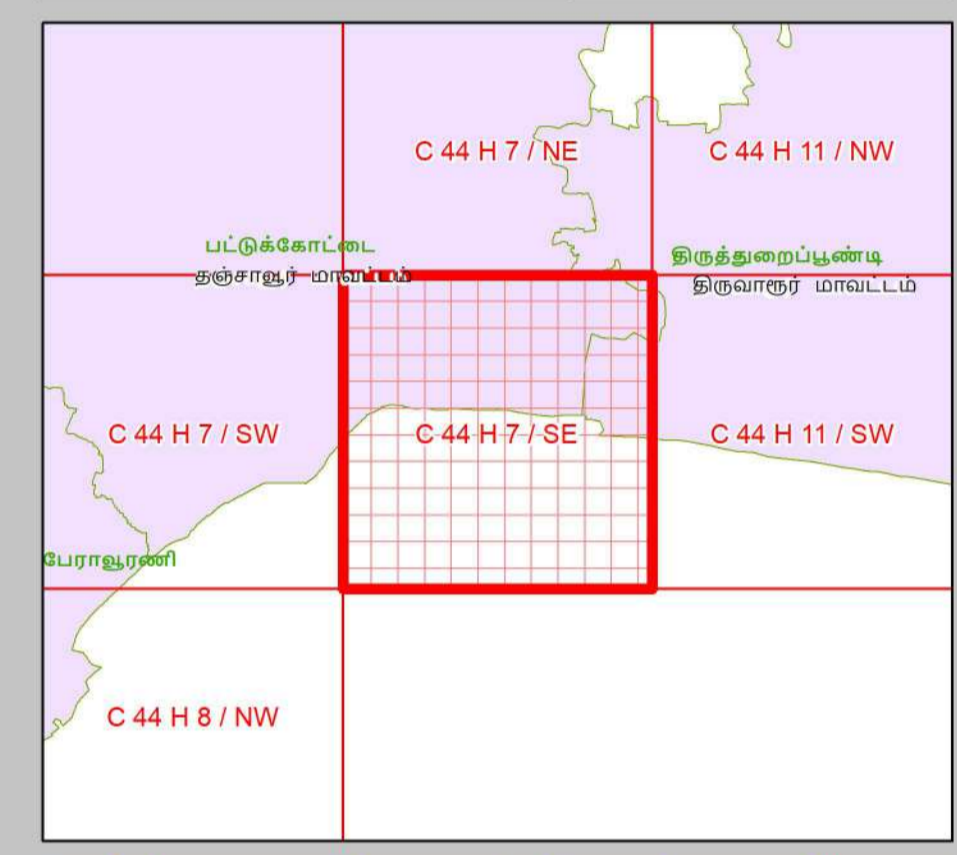 C 44 H 7 / NE
C 44 H 11 / NW
பட்டுக்கோட்டை
தஞ்சாவூர் மாவட்டம்
திருத்துறைப்பூண்டி
திருவாரூர் மாவட்டம்
C 44 H 7 / SW
C 44 H 7 / SE
C 44 H 11 / SW
பேராவூரணி
C 44 H 8 / NW